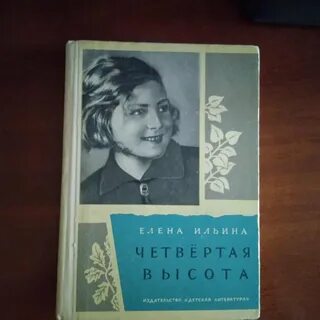 ЕЛЕНА ИЛЬИНА
ЧЕТВЁРТАЯ
ВЫСОТА
ИЗДАТЕЛЬСТВО «ДЕТСКАЯ ЛИТЕРАТУРА»